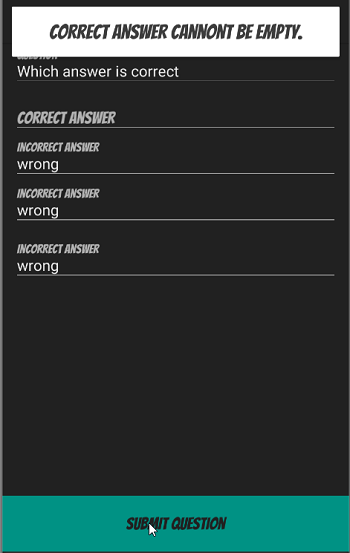 CORRECT ANSWER CANNONT BE EMPTY.
QUESTION
Which answer is correct
CORRECT ANSWER
INCORRECT ANSWER
wrong
INCORRECT ANSWER
wrong
INCORRECT ANSWER
wrong
SUBMIT QUESTION